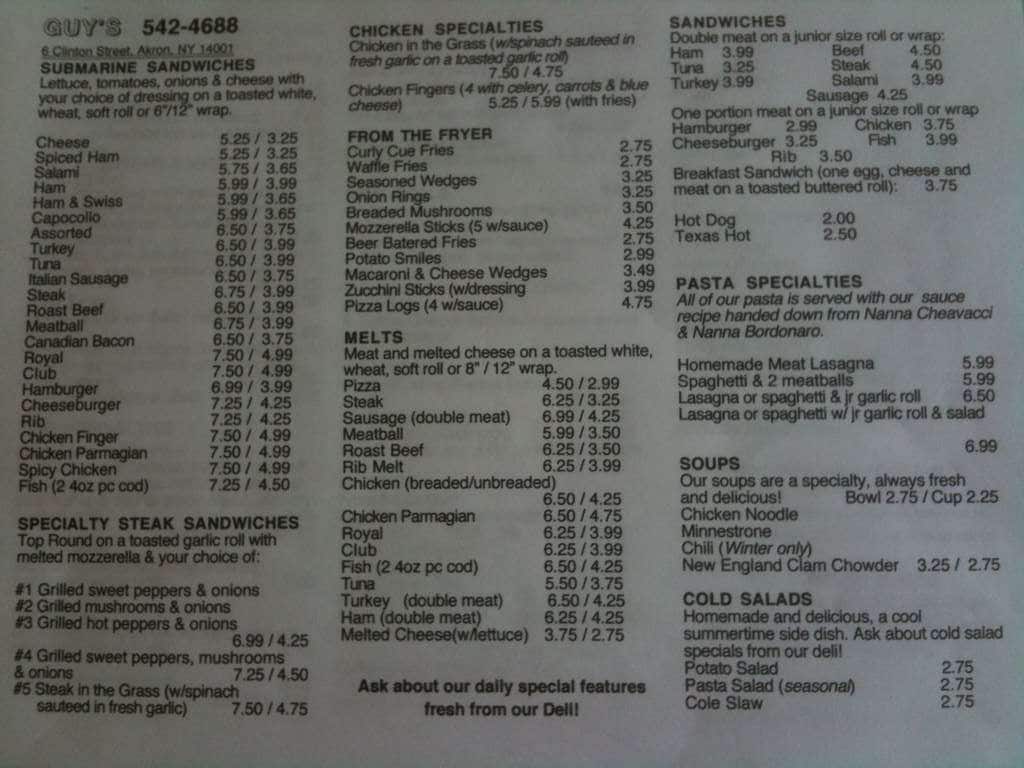 GUY'S 542-4688
6 Clinton Street, Akron, NY 14001
SUBMARINE SANDWICHES
Lettuce, tomatoes, onions & cheese with
your choice of dressing on a toasted white,
wheat, soft roll or 6"/12" wrap.
Cheese 5.25 / 3.25
Spiced Ham 5.25 / 3.25
Salami 5.75 / 3.65
Ham 5.99 / 3.99
Ham & Swiss 5.99 / 3.65
Capocollo 5.99 / 3.65
Assorted 6.50 / 3.75
Turkey 6.50 / 3.99
Tuna 6.50 / 3.99
Italian Sausage 6.50 / 3.75
Steak 6.75 / 3.99
Roast Beef 6.50 / 3.99
Meatball 6.75 / 3.99
Canadian Bacon 6.50 / 3.75
Royal 7.50 / 4.99
Club 7.50 / 4.99
Hamburger 6.99 / 3.99
Cheeseburger 7.25 / 4.25
Rib 7.25 / 4.25
Chicken Finger 7.50 / 4.99
Chicken Parmagian 7.50 / 4.99
Spicy Chicken 7.50 / 4.99
Fish (2 4oz pc cod) 7.25 / 4.50
SPECIALTY STEAK SANDWICHES
Top Round on a toasted garlic roll with
melted mozzerella & your choice of:
#1 Grilled sweet peppers & onions
#2 Grilled mushrooms & onions
#3 Grilled hot peppers & onions
6.99 / 4.25
#4 Grilled sweet peppers, mushrooms
& onions 7.25 / 4.50
#5 Steak in the Grass (w/spinach
sauteed in fresh garlic) 7.50 / 4.75
CHICKEN SPECIALTIES
Chicken in the Grass (w/spinach sauteed in
fresh garlic on a toasted garlic roll)
7.50 / 4.75
Chicken Fingers (4 with celery, carrots & blue
cheese) 5.25 / 5.99 (with fries)
FROM THE FRYER
Curly Cue Fries 2.75
Waffle Fries 2.75
Seasoned Wedges 3.25
Onion Rings 3.25
Breaded Mushrooms 3.50
Mozzerella Sticks (5 w/sauce) 4.25
Beer Batered Fries 2.75
Potato Smiles 2.99
Macaroni & Cheese Wedges 3.49
Zucchini Sticks (w/dressing 3.99
Pizza Logs (4 w/sauce) 4.75
MELTS
Meat and melted cheese on a toasted white,
wheat, soft roll or 8" / 12" wrap.
Pizza 4.50 / 2.99
Steak 6.25 / 3.25
Sausage (double meat) 6.99 / 4.25
Meatball 5.99 / 3.50
Roast Beef 6.25 / 3.50
Rib Melt 6.25 / 3.99
Chicken (breaded/unbreaded)
6.50 / 4.25
Chicken Parmagian 6.50 / 4.75
Royal 6.25 / 3.99
Club 6.25 / 3.99
Fish (2 4oz pc cod) 6.50 / 4.25
Tuna 5.50 / 3.75
Turkey (double meat) 6.50 / 4.25
Ham (double meat) 6.25 / 4.25
Melted Cheese(w/lettuce) 3.75 / 2.75
Ask about our daily special features
fresh from our Deli!
SANDWICHES
Double meat on a junior size roll or wrap:
Ham 3.99 Beef 4.50
Tuna 3.25 Steak 4.50
Turkey 3.99 Salami 3.99
Sausage 4.25
One portion meat on a junior size roll or wrap
Hamburger 2.99 Chicken 3.75
Cheeseburger 3.25 Fish 3.99
Rib 3.50
Breakfast Sandwich (one egg, cheese and
meat on a toasted buttered roll): 3.75
Hot Dog 2.00
Texas Hot 2.50
PASTA SPECIALTIES
All of our pasta is served with our sauce
recipe handed down from Nanna Cheavacci
& Nanna Bordonaro.
Homemade Meat Lasagna 5.99
Spaghetti & 2 meatballs 5.99
Lasagna or spaghetti & jr garlic roll 6.50
Lasagna or spaghetti w/ jr garlic roll & salad
6.99
SOUPS
Our soups are a specialty, always fresh
and delicious! Bowl 2.75 / Cup 2.25
Chicken Noodle
Minnestrone
Chili (Winter only)
New England Clam Chowder 3.25 / 2.75
COLD SALADS
Homemade and delicious, a cool
summertime side dish. Ask about cold salad
specials from our deli!
Potato Salad 2.75
Pasta Salad (seasonal) 2.75
Cole Slaw 2.75